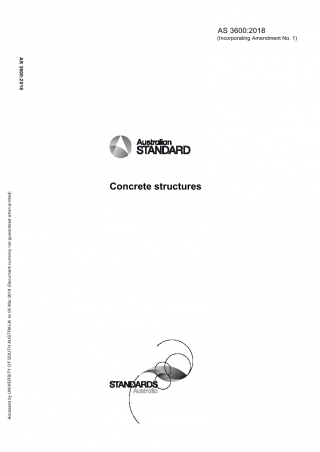 AS 3600:2018
(Incorporating Amendment No. 1)
AS 3600:2018
Australian
STANDARD
Concrete structures
Accessed by UNIVERSITY OF SOUTH AUSTRALIA on 05 Mar 2019 (Document currency not guaranteed when printed)
STANDARDS
Australia